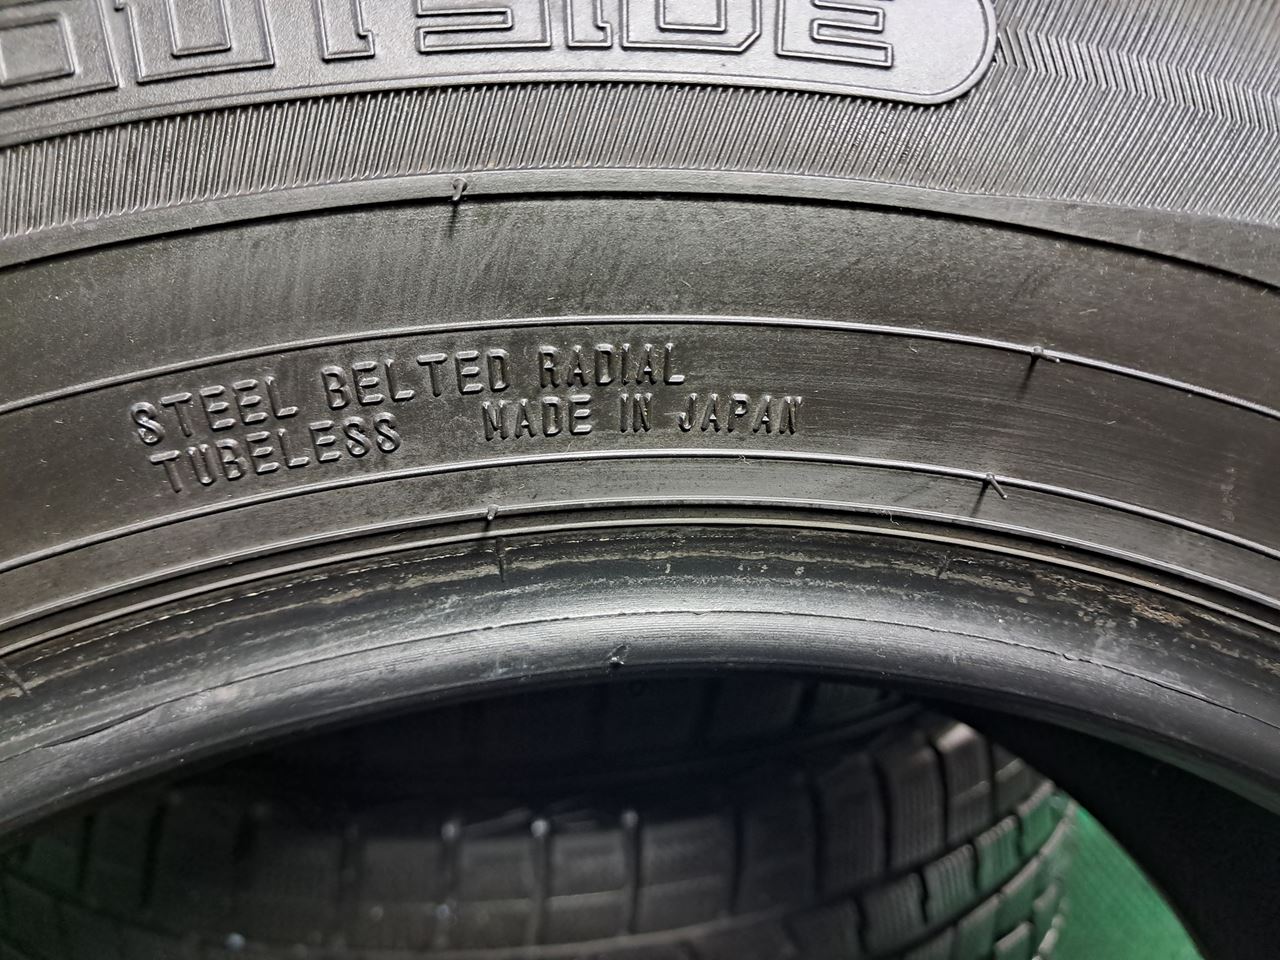 OUTSIDE
STEEL BELTED RADIAL
TUBELESS MADE IN JAPAN